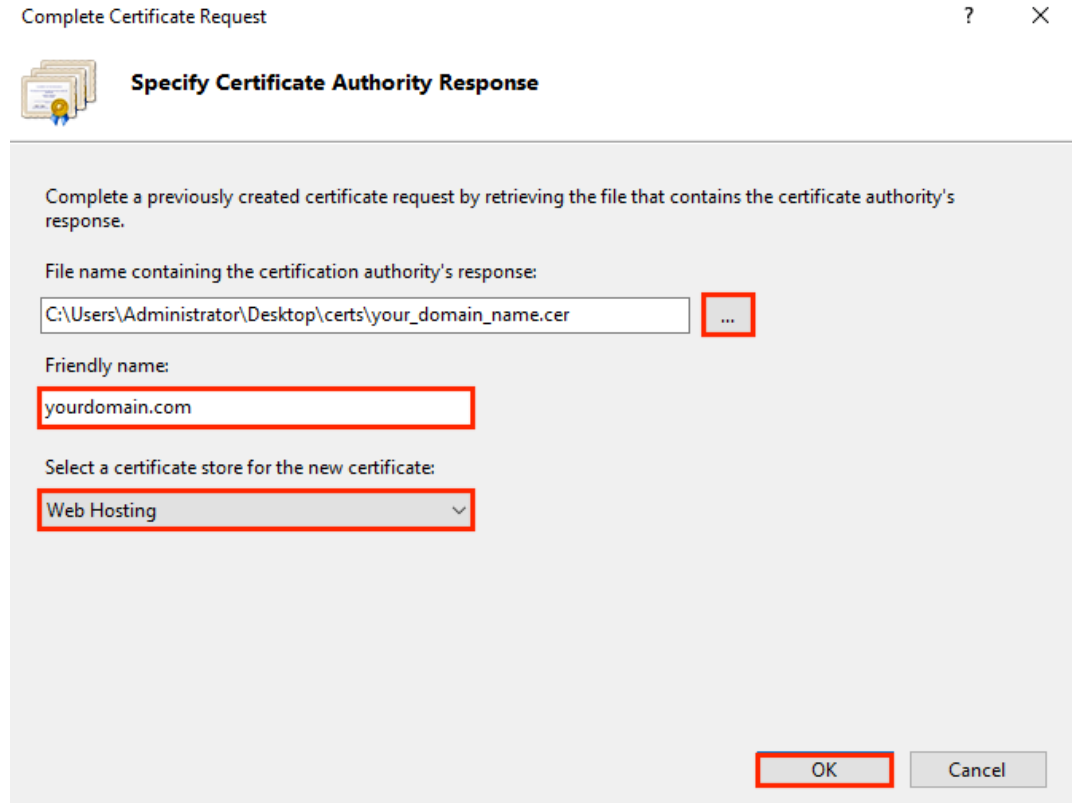 Complete Certificate Request
?
Specify Certificate Authority Response
Complete a previously created certificate request by retrieving the file that contains the certificate authority's
response.
File name containing the certification authority's response:
C:\Users\Administrator\Desktop\certs\your_domain_name.cer
...
Friendly name:
yourdomain.com
Select a certificate store for the new certificate:
Web Hosting
OK
Cancel